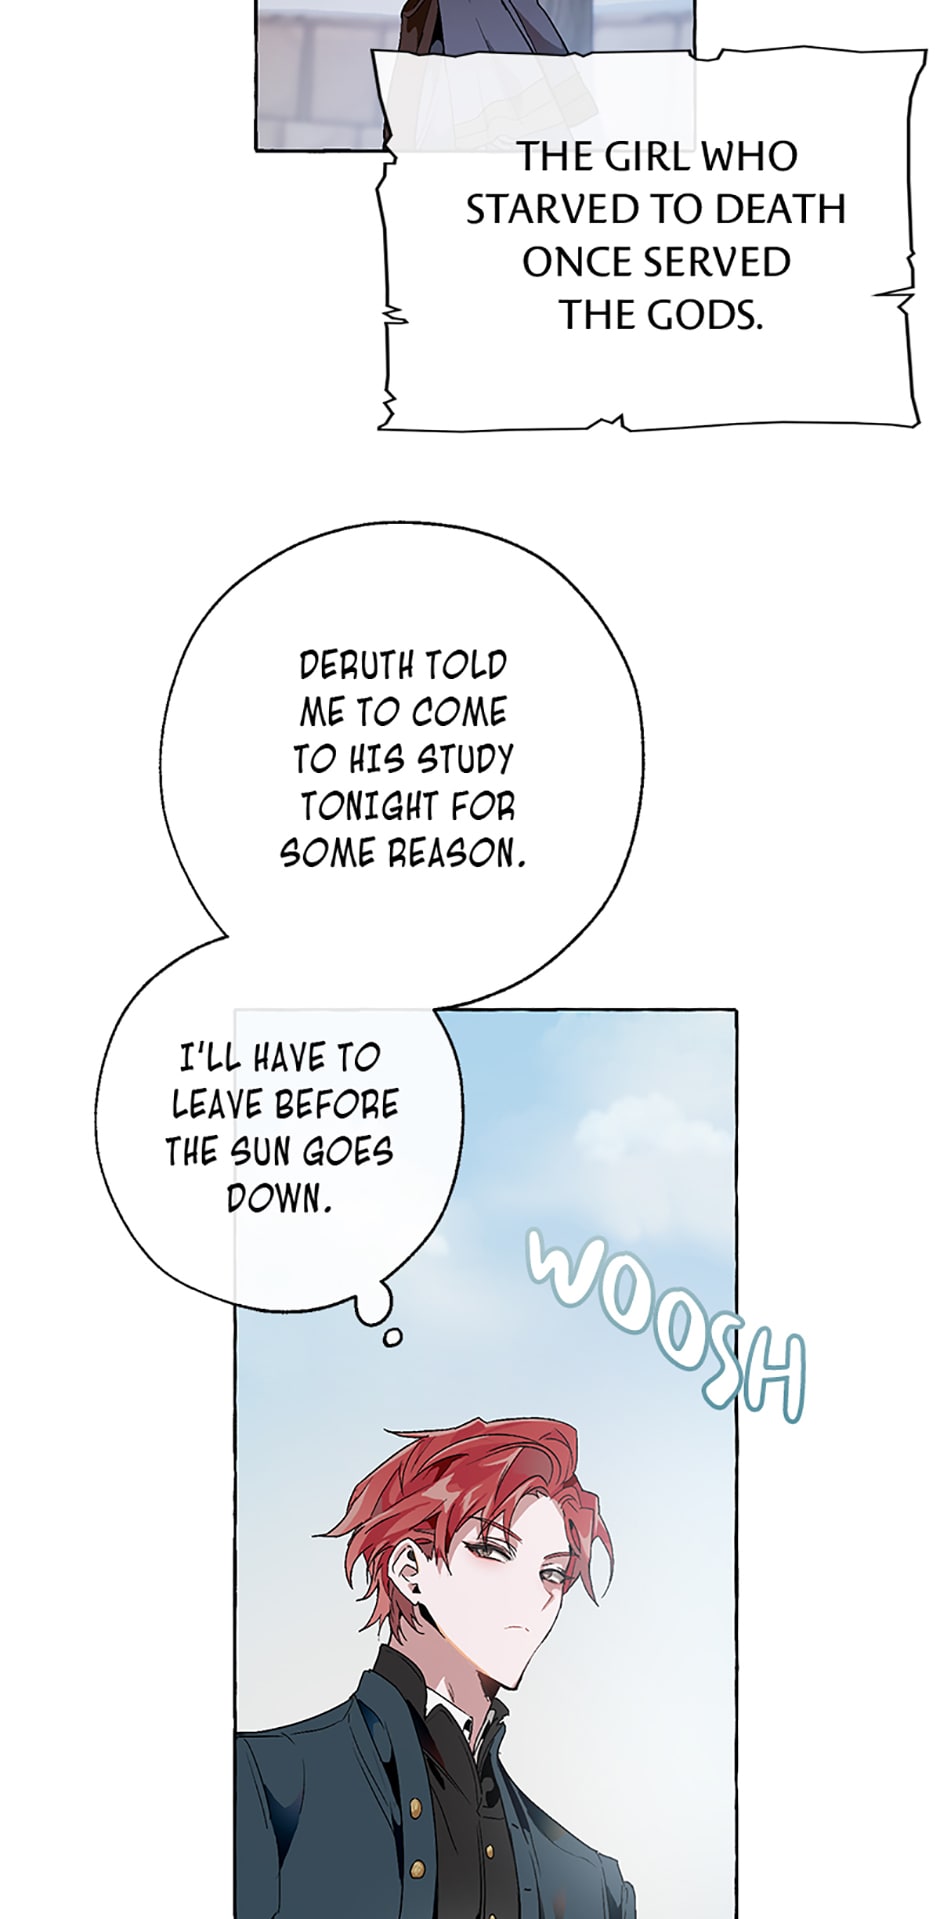 THE GIRL WHO
STARVED TO DEATH
ONCE SERVED
THE GODS.
DERUTH TOLD
ME TO COME
TO HIS STUDY
TONIGHT FOR
SOME REASON.
I'LL HAVE TO
LEAVE BEFORE
THE SUN GOES
DOWN.
WOOSH